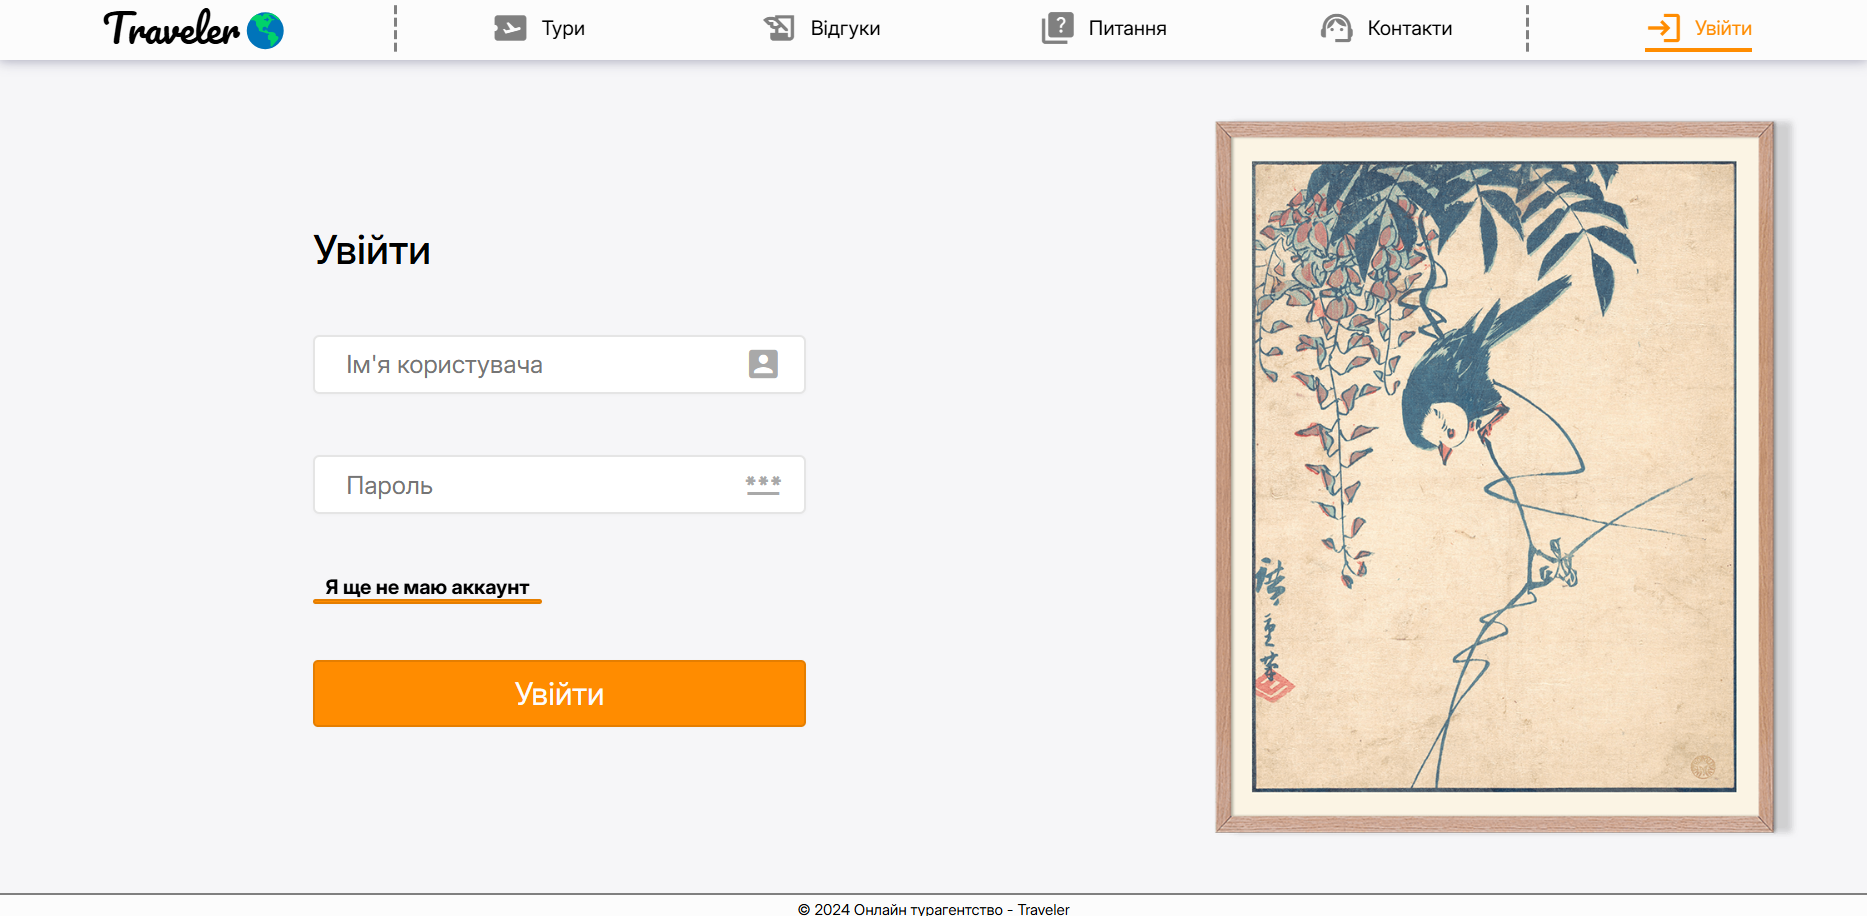 Traveler
Тури
Відгуки
Питання
Контакти
Увійти
Увійти
Ім'я користувача
Пароль
***
Я ще не маю аккаунт
Увійти
© 2024 Онлайн турагентство - Traveler